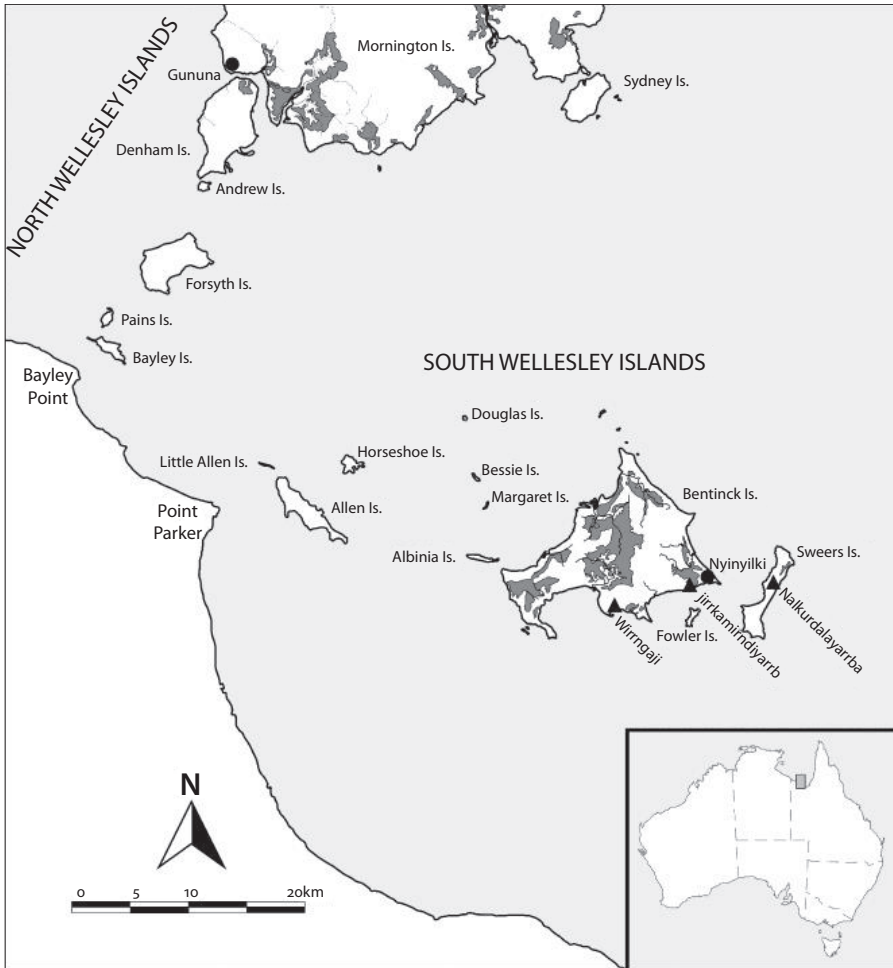 NORTH WELLESLEY ISLANDS
Mornington Is.
Gununa
Sydney Is.
Denham Is.
Andrew Is.
Forsyth Is.
Pains Is.
Bayley Is.
Bayley
Point
SOUTH WELLESLEY ISLANDS
Douglas Is.
Horseshoe Is.
Little Allen Is.
Bessie Is.
Margaret Is.
Bentinck Is.
Allen Is.
Point
Parker
Albinia Is.
Sweers Is.
Nyinyilki
Nalkurdalayarrba
jirrkamirndiyarrb
Wirrngaji
Fowler Is.
N
0 5 10 20km